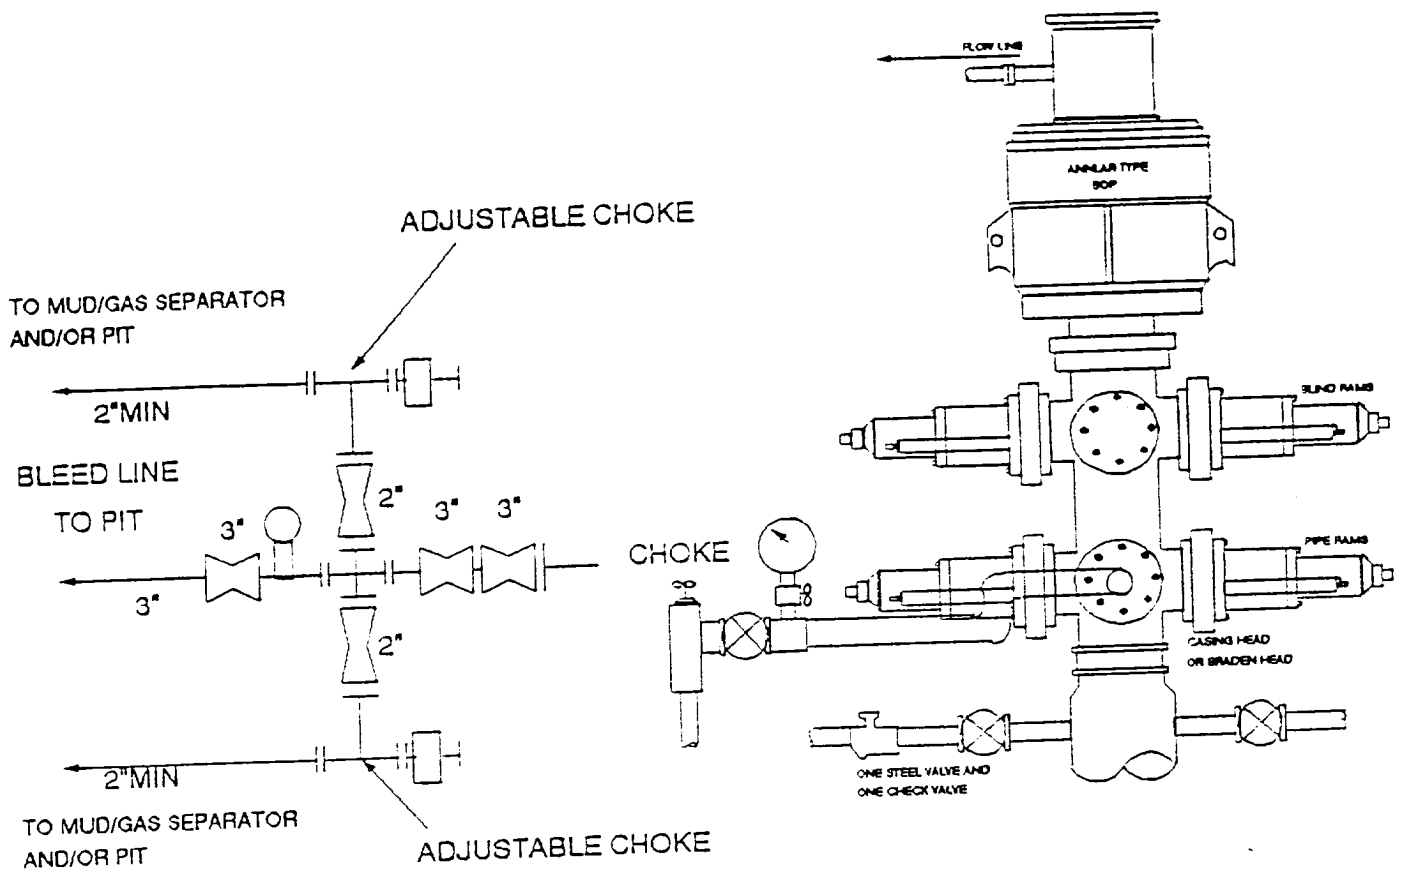 FLOW LINE
ANNLAR TYPE
BOP
ADJUSTABLE CHOKE
TO MUD/GAS SEPARATOR
AND/OR PIT
2"MIN
BLIND RAMS
BLEED LINE
TO PIT
2"
3"
3"
3"
CHOKE
PIPE RAMS
3"
2"
CASING HEAD
OR BRADEN HEAD
2"MIN
ONE STEEL VALVE AND
ONE CHECK VALVE
TO MUD/GAS SEPARATOR
AND/OR PIT
ADJUSTABLE CHOKE